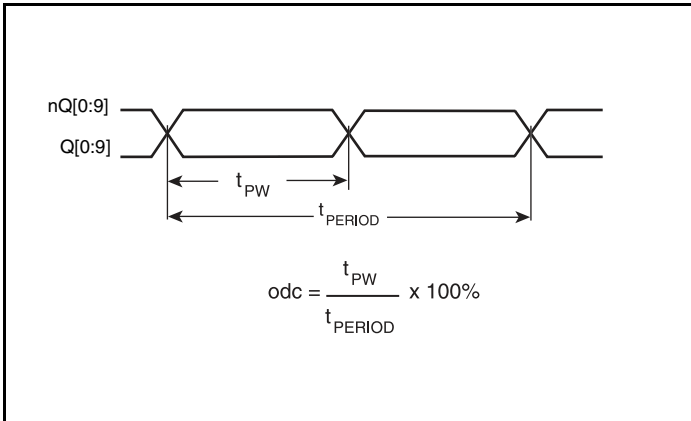 nQ[0:9]
Q[0:9]
tPW
tPERIOD
odc = tPW / tPERIOD x 100%